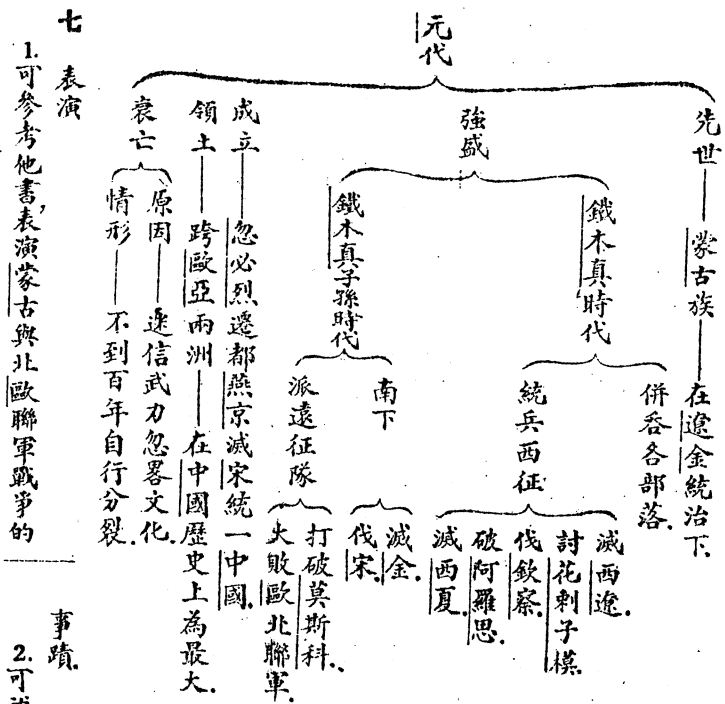 元代
先世——蒙古族——在遼金統治下.
強盛
鐵木真時代
併吞各部落.
統兵西征
滅西遼.
討花剌子模.
伐欽察.
破阿羅思.
滅西夏.
鐵木真子孫時代
南下
滅金.
伐宋.
派遠征隊
打破莫斯科.
大敗歐北聯軍.
成立——忽必烈遷都燕京滅宋統一中國.
領土——跨歐亞兩洲——在中國歷史上為最大.
衰亡
原因——迷信武力忽畧文化.
情形——不到百年自行分裂.
七 表演
1.可參考他書,表演蒙古與北歐聯軍戰爭的
事蹟.
2.可